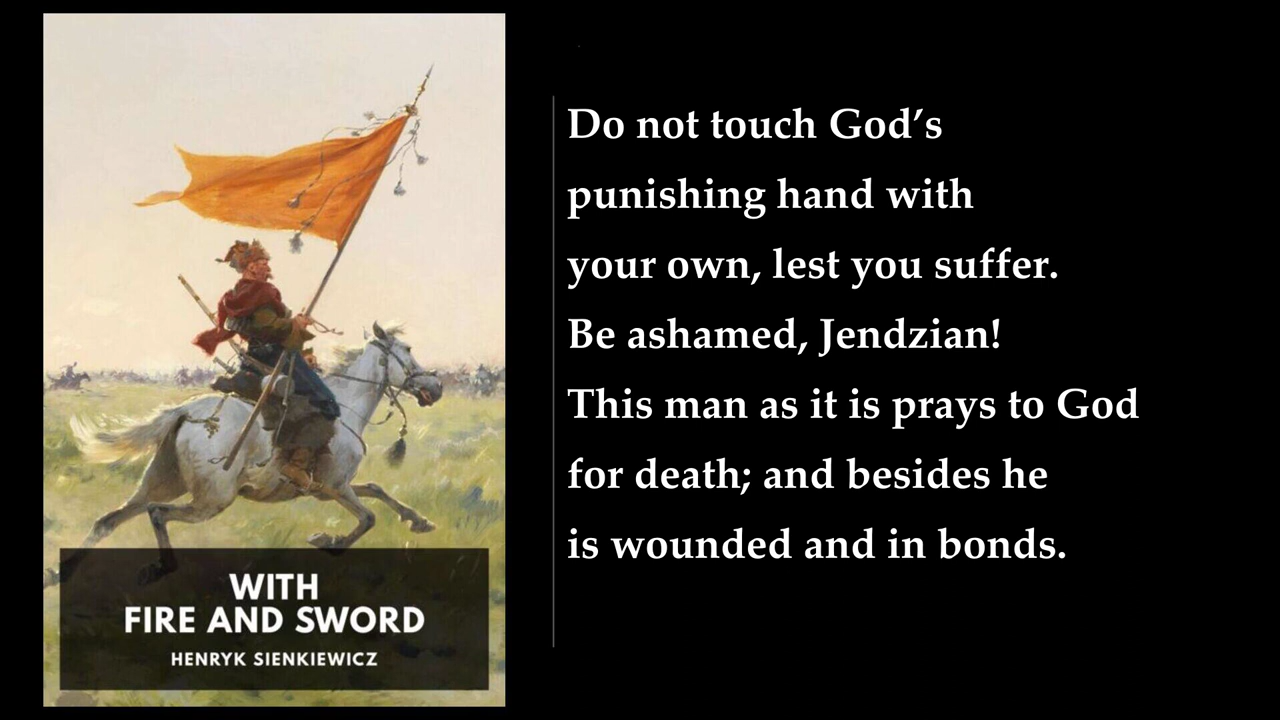 WITH
FIRE AND SWORD
HENRYK SIENKIEWICZ
Do not touch God’s
punishing hand with
your own, lest you suffer.
Be ashamed, Jendzian!
This man as it is prays to God
for death; and besides he
is wounded and in bonds.